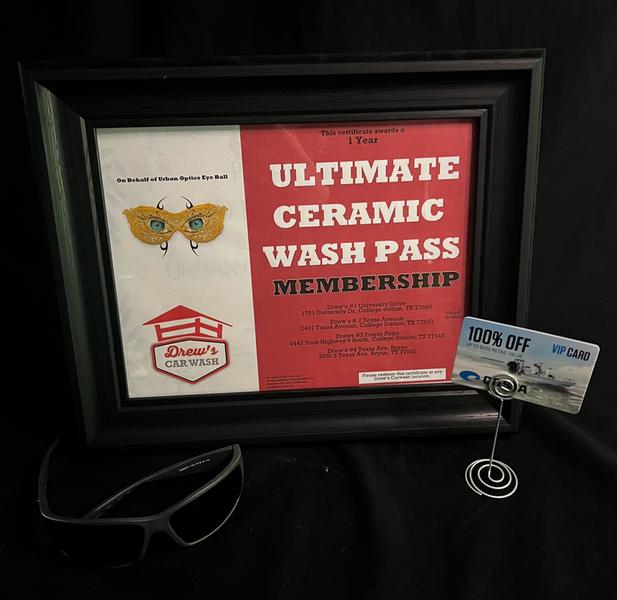 This certificate awards a
1 Year
On Behalf of Urban Optics Eye Ball
ULTIMATE
CERAMIC
WASH PASS
MEMBERSHIP
Drew's #1 University Drive
1781 University Dr, College Station, TX 77840
Drew's # 2 Texas Avenue
2401 Texas Avenue, College Station, TX 77840
Drews #3 Tower Point
4442 State Highway 6 South, College Station, TX 77845
Drew's #4 Texas Ave, Bryan
3030 S Texas Ave, Bryan, TX 77802
Please redeem this certificate at any
Drew's Carwash location.
Drew's
CAR WASH
100% OFF
VIP CARD